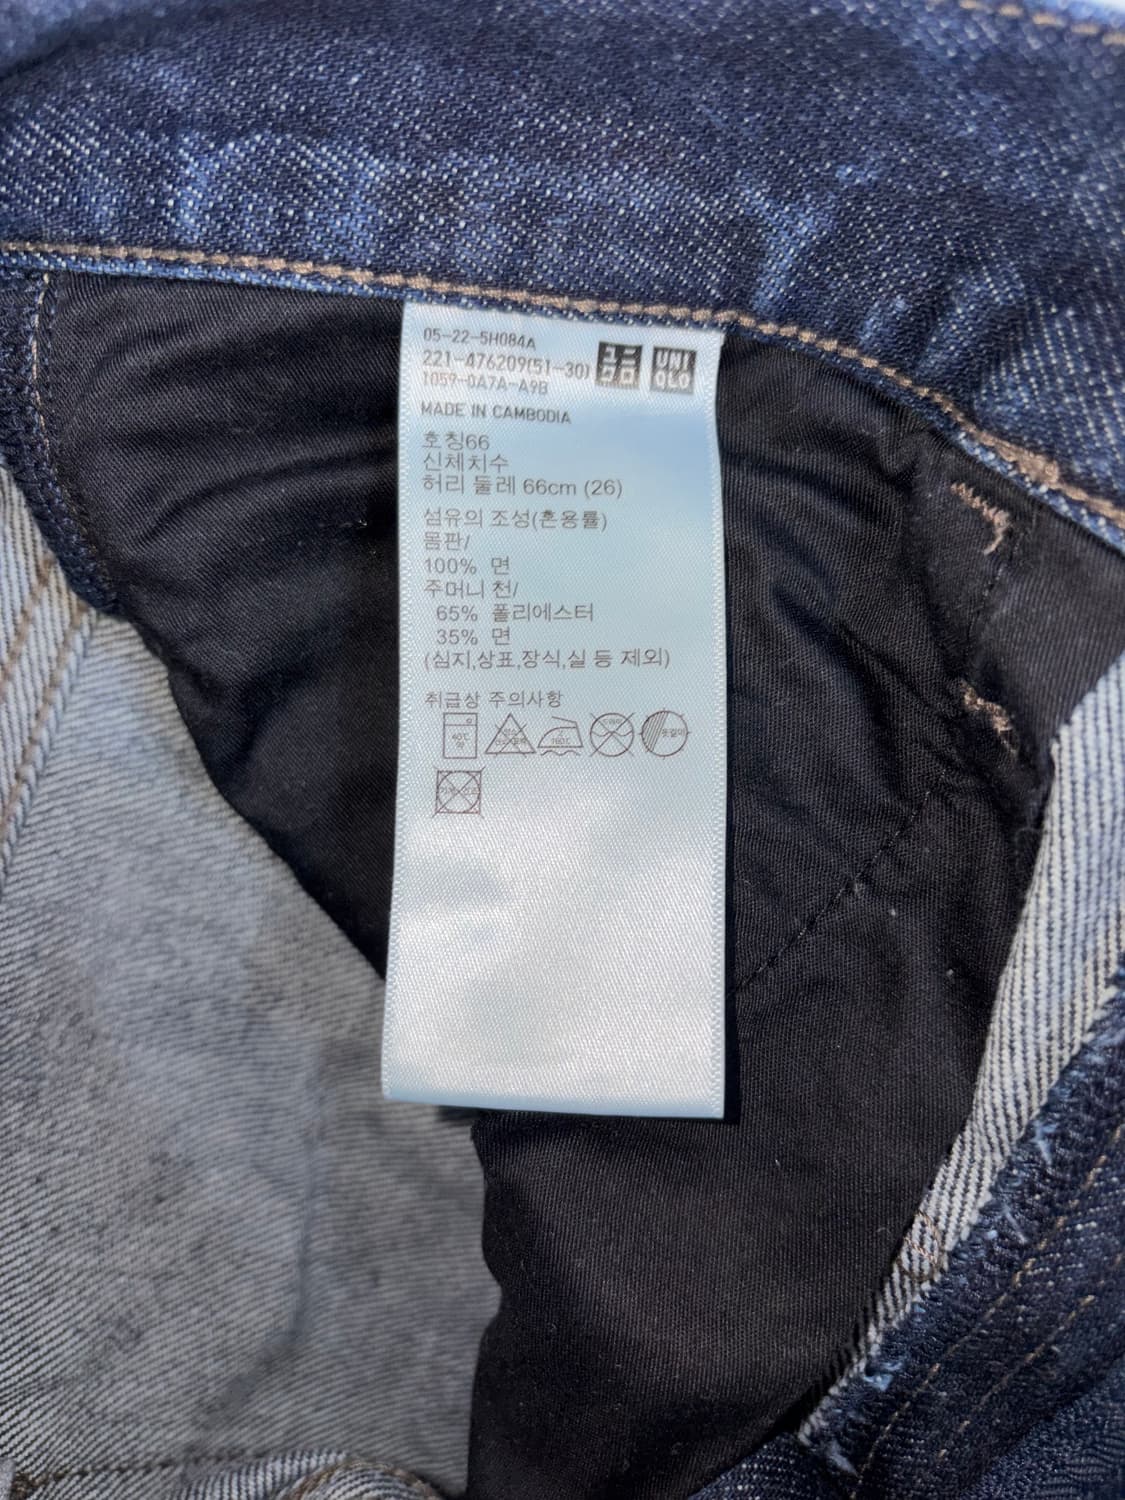 05-22-5H084A
221-476209(51-30)
1059-0A7A-A9B
ユニ
クロ
UNI
QLO
MADE IN CAMBODIA
호칭66
신체치수
허리 둘레 66cm (26)
섬유의 조성(혼용률)
몸판/
100% 면
주머니 천/
65% 폴리에스터
35% 면
(심지,상표,장식,실 등 제외)
취급상 주의사항
40℃